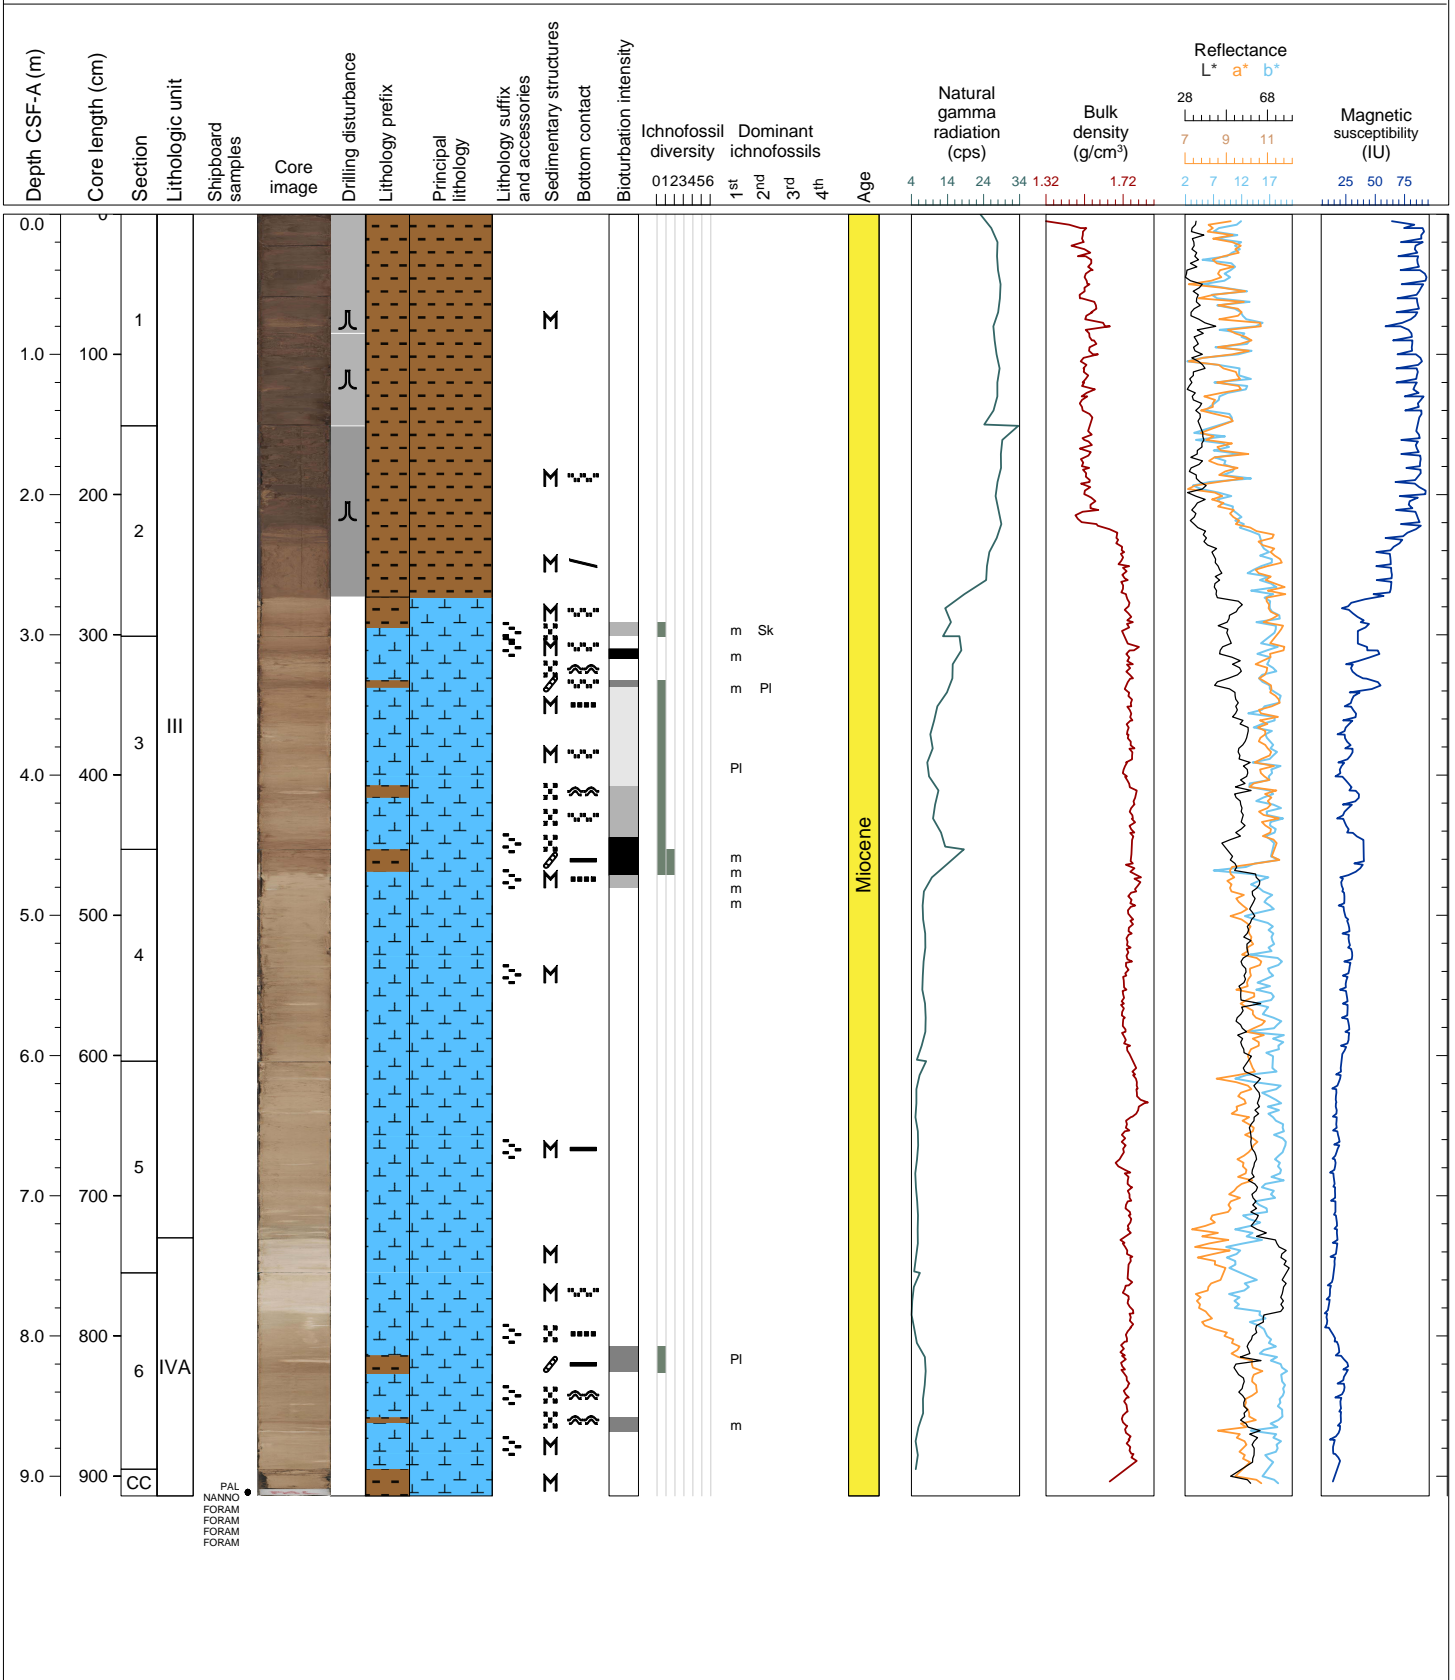 Depth CSF-A (m)
Core length (cm)
Section
Lithologic unit
Shipboard
samples
Core
image
Drilling disturbance
Lithology prefix
Principal
lithology
Lithology suffix
and accessories
Sedimentary structures
Bottom contact
Bioturbation intensity
Ichnofossil
diversity
0123456
Dominant
ichnofossils
1st 2nd 3rd 4th
Age
Natural
gamma
radiation
(cps)
4 14 24 34
Bulk
density
(g/cm³)
1.32 1.72
Reflectance
L* a* b*
28 68
7 9 11
2 7 12 17
Magnetic
susceptibility
(IU)
25 50 75
0.0 0
1
1.0 100
2.0 200
2
3.0 300
m Sk
m
m Pl
III
3
4.0 400
Pl
Miocene
m
m
m
m
5.0 500
4
6.0 600
5
7.0 700
8.0 800
6
IVA
Pl
m
9.0 900
CC
PAL
NANNO
FORAM
FORAM
FORAM
FORAM